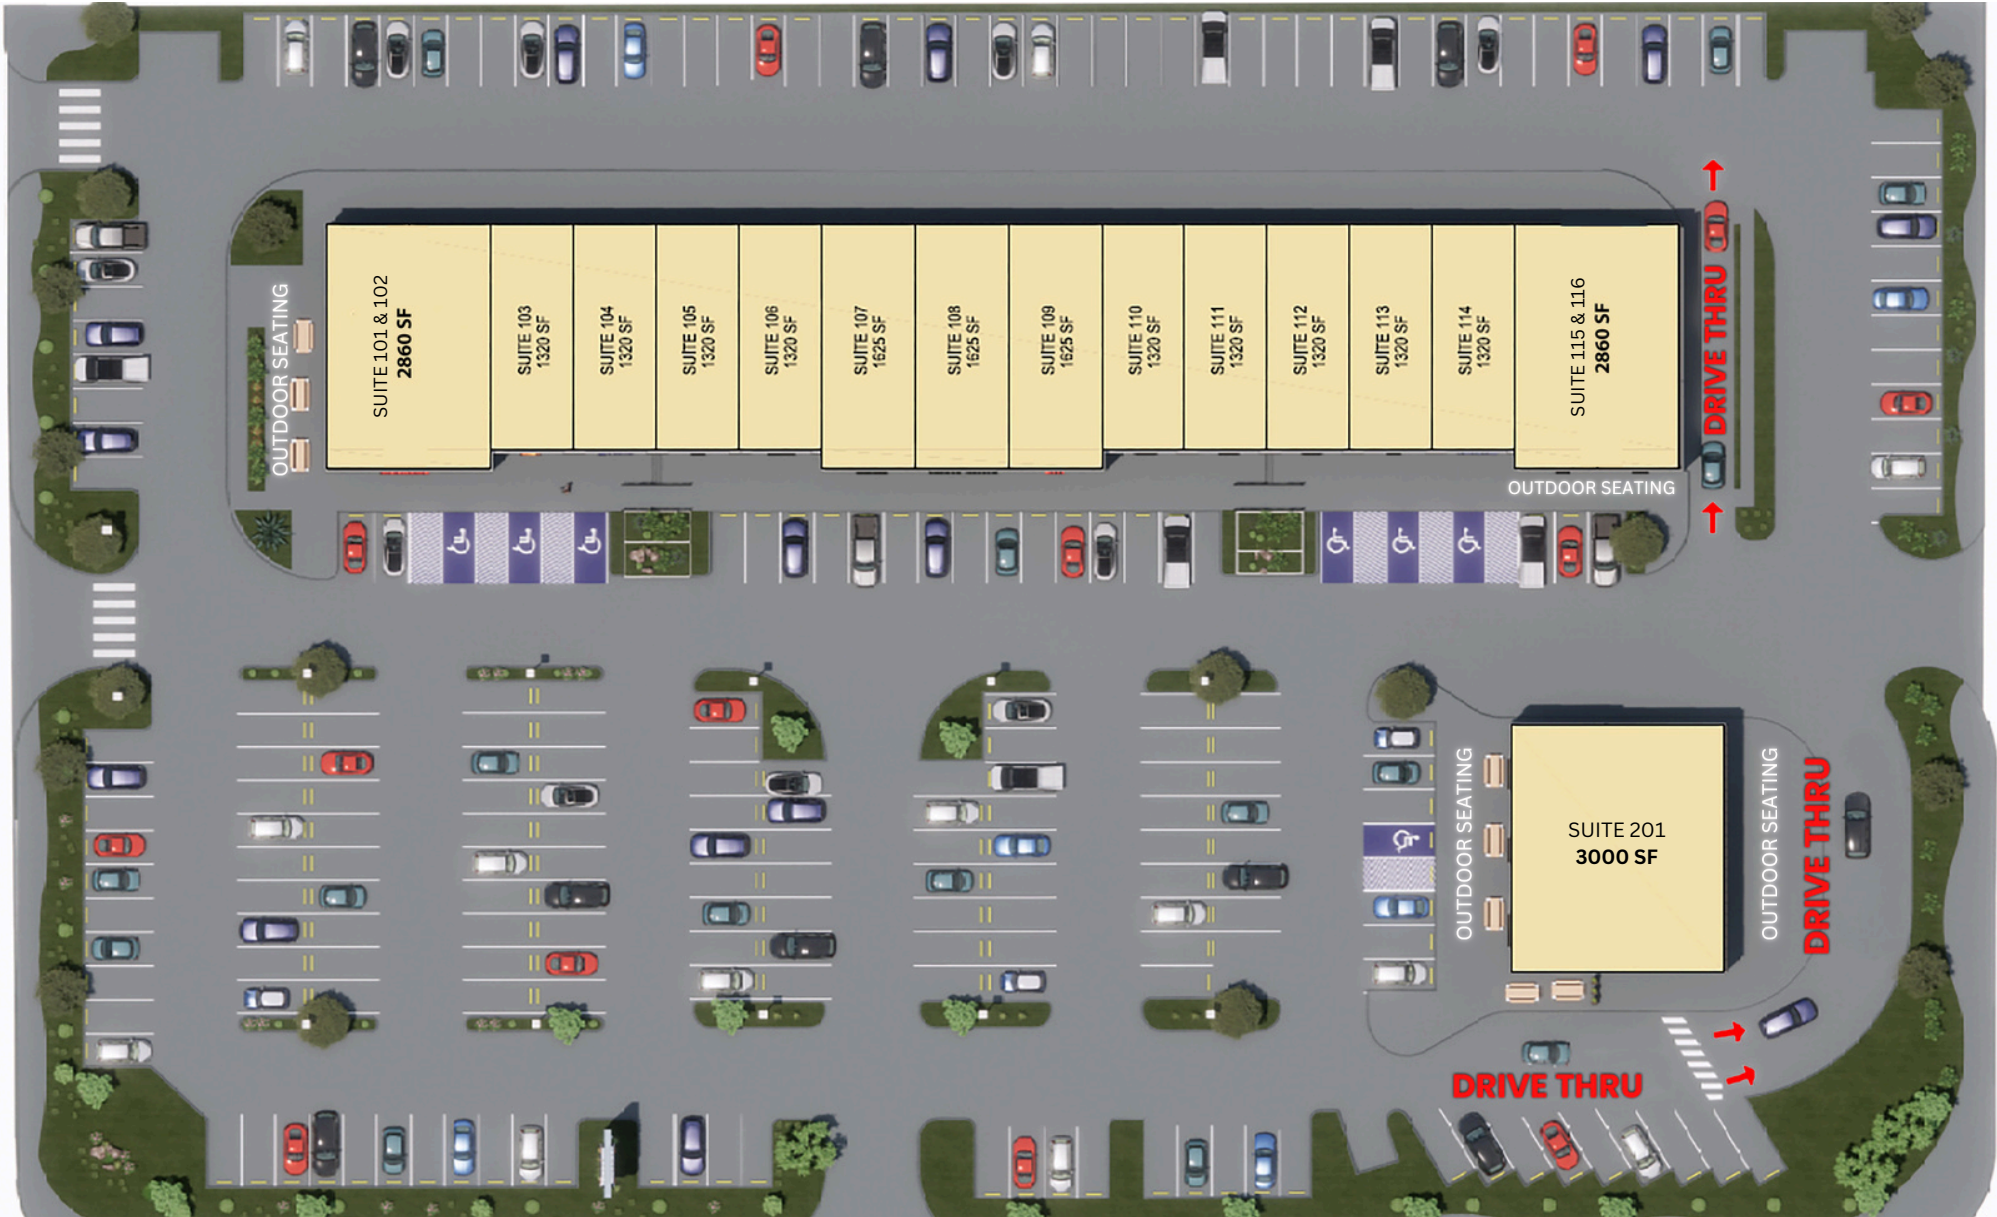 OUTDOOR SEATING
SUITE 101 & 102
2860 SF
SUITE 103
1320 SF
SUITE 104
1320 SF
SUITE 105
1320 SF
SUITE 106
1320 SF
SUITE 107
1625 SF
SUITE 108
1625 SF
SUITE 109
1625 SF
SUITE 110
1320 SF
SUITE 111
1320 SF
SUITE 112
1320 SF
SUITE 113
1320 SF
SUITE 114
1320 SF
SUITE 115 & 116
2860 SF
DRIVE THRU
OUTDOOR SEATING
OUTDOOR SEATING
SUITE 201
3000 SF
OUTDOOR SEATING
DRIVE THRU
DRIVE THRU